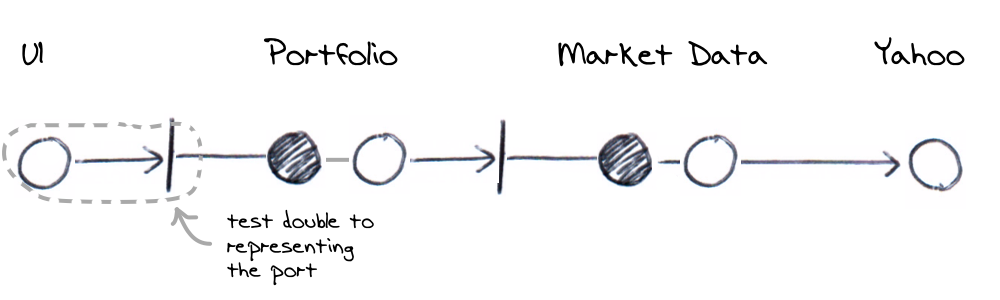 UI
Portfolio
Market Data
Yahoo
test double to
representing
the port